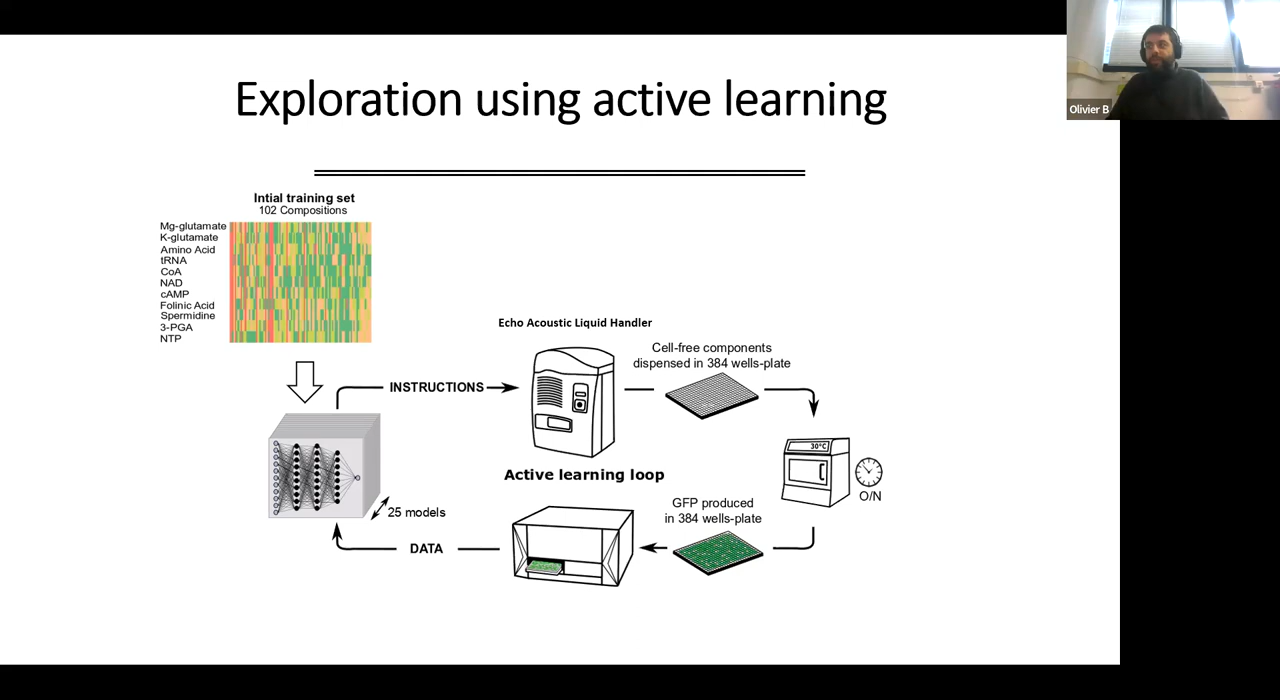 Exploration using active learning
Olivier B
Intial training set
102 Compositions
Mg-glutamate
K-glutamate
Amino Acid
tRNA
CoA
NAD
cAMP
Folinic Acid
Spermidine
3-PGA
NTP
Echo Acoustic Liquid Handler
Cell-free components
dispensed in 384 wells-plate
INSTRUCTIONS
30°C
O/N
Active learning loop
GFP produced
in 384 wells-plate
25 models
DATA